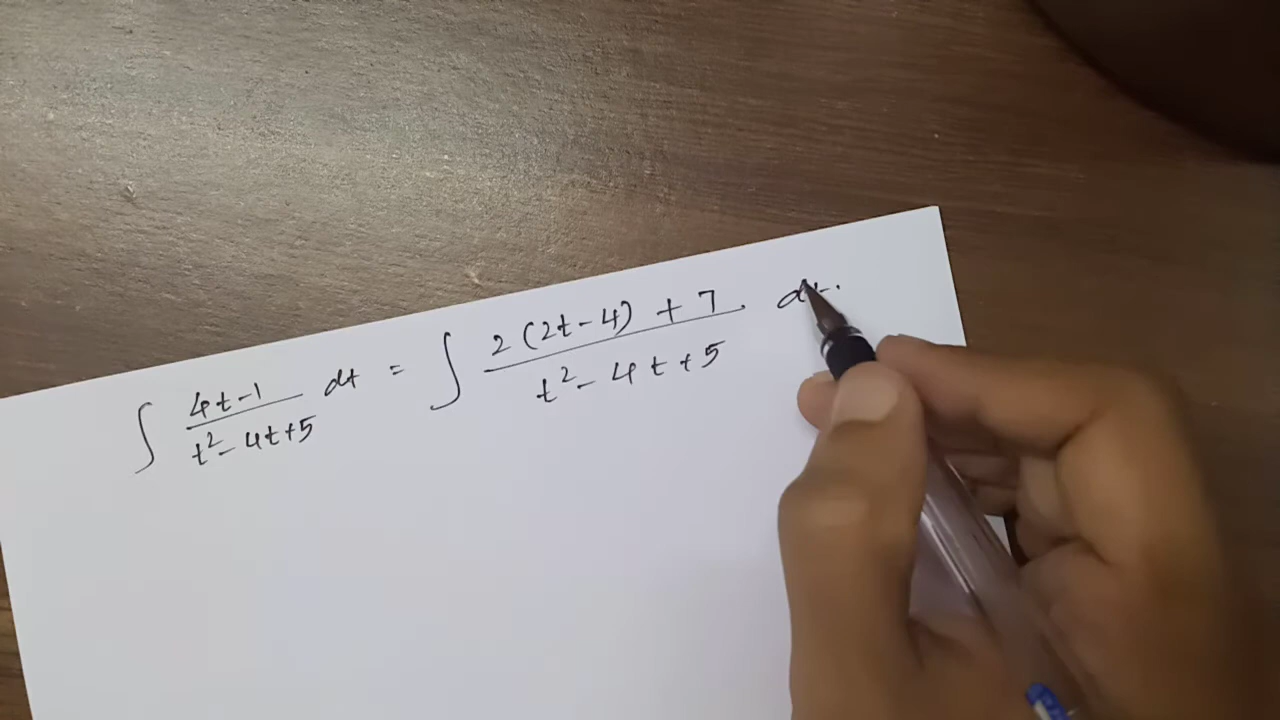 ∫ (4t-1)/(t²-4t+5) dt = ∫ (2(2t-4)+7)/(t²-4t+5) dt.